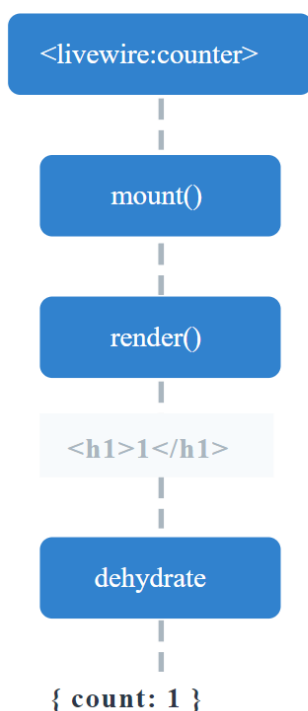 <livewire:counter>
mount()
render()
<h1>1</h1>
dehydrate
{ count: 1 }